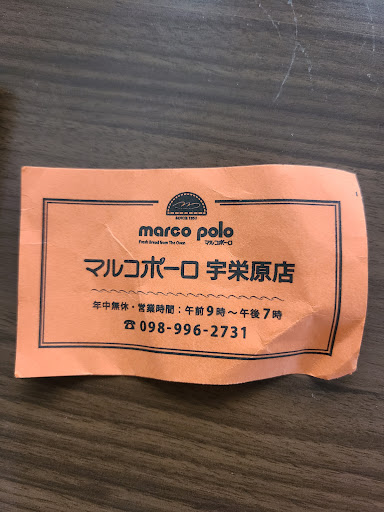 SINCE 1981
marco polo
Fresh Bread from The Oven マルコポーロ
マルコポーロ 宇栄原店
年中無休・営業時間：午前9時～午後7時
☎098-996-2731